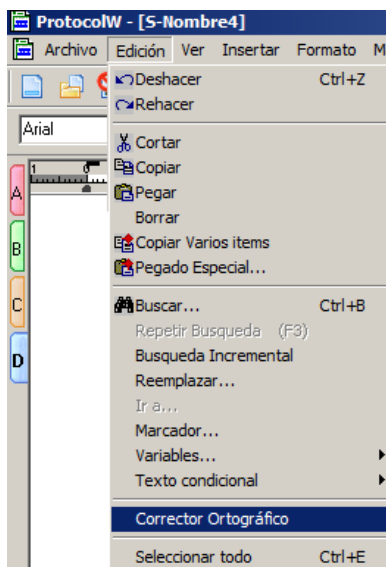 ProtocolW - [S-Nombre4]
Archivo Edición Ver Insertar Formato M
Deshacer Ctrl+Z
Rehacer
Arial
Cortar
1 0
Copiar
A
Pegar
Borrar
B
Copiar Varios items
Pegado Especial...
C
Buscar... Ctrl+B
Repetir Busqueda (F3)
D
Busqueda Incremental
Reemplazar...
Ir a...
Marcador...
Variables...
Texto condicional
Corrector Ortográfico
Seleccionar todo Ctrl+E